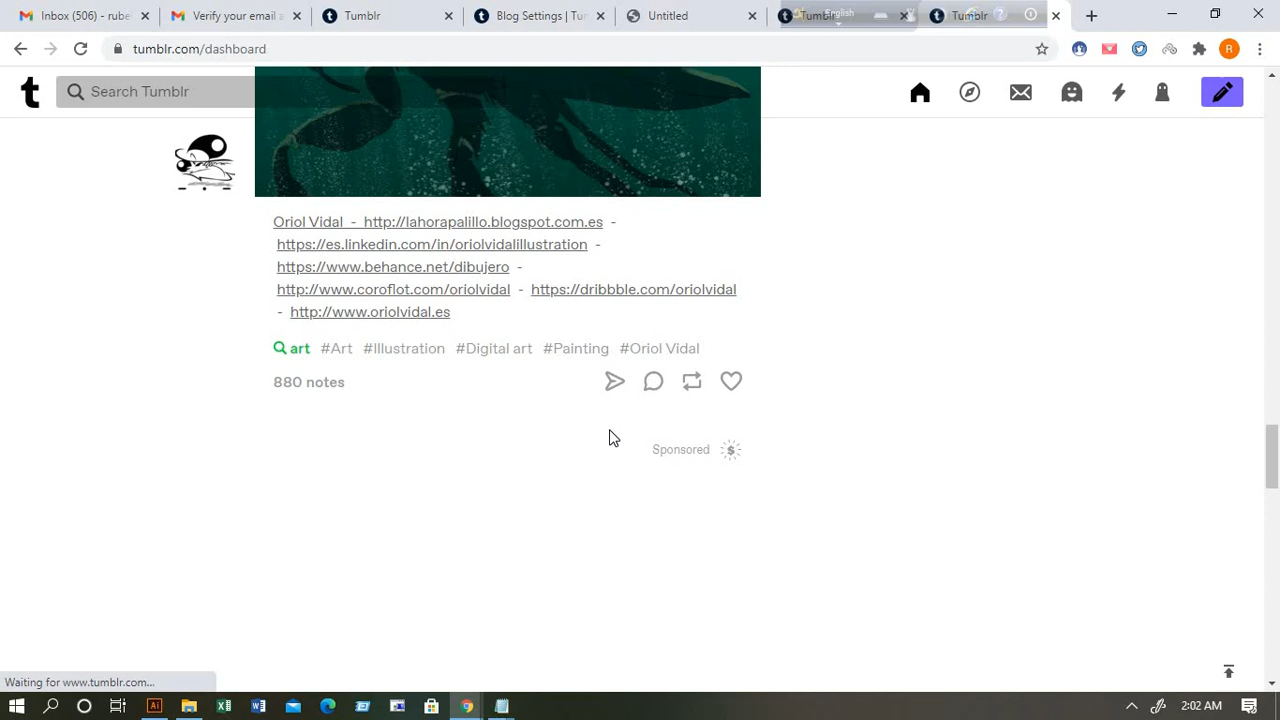 Inbox (506) - ruba
Verify your email a
Tumblr
Blog Settings | Tum
Untitled
Tumblr
English
Tumblr
tumblr.com/dashboard
R
Search Tumblr
Oriol Vidal - http://lahorapalillo.blogspot.com.es -
https://es.linkedin.com/in/oriolvidalillustration -
https://www.behance.net/dibujero -
http://www.coroflot.com/oriolvidal - https://dribbble.com/oriolvidal
- http://www.oriolvidal.es
art #Art #Illustration #Digital art #Painting #Oriol Vidal
880 notes
Sponsored
Waiting for www.tumblr.com...
2:02 AM